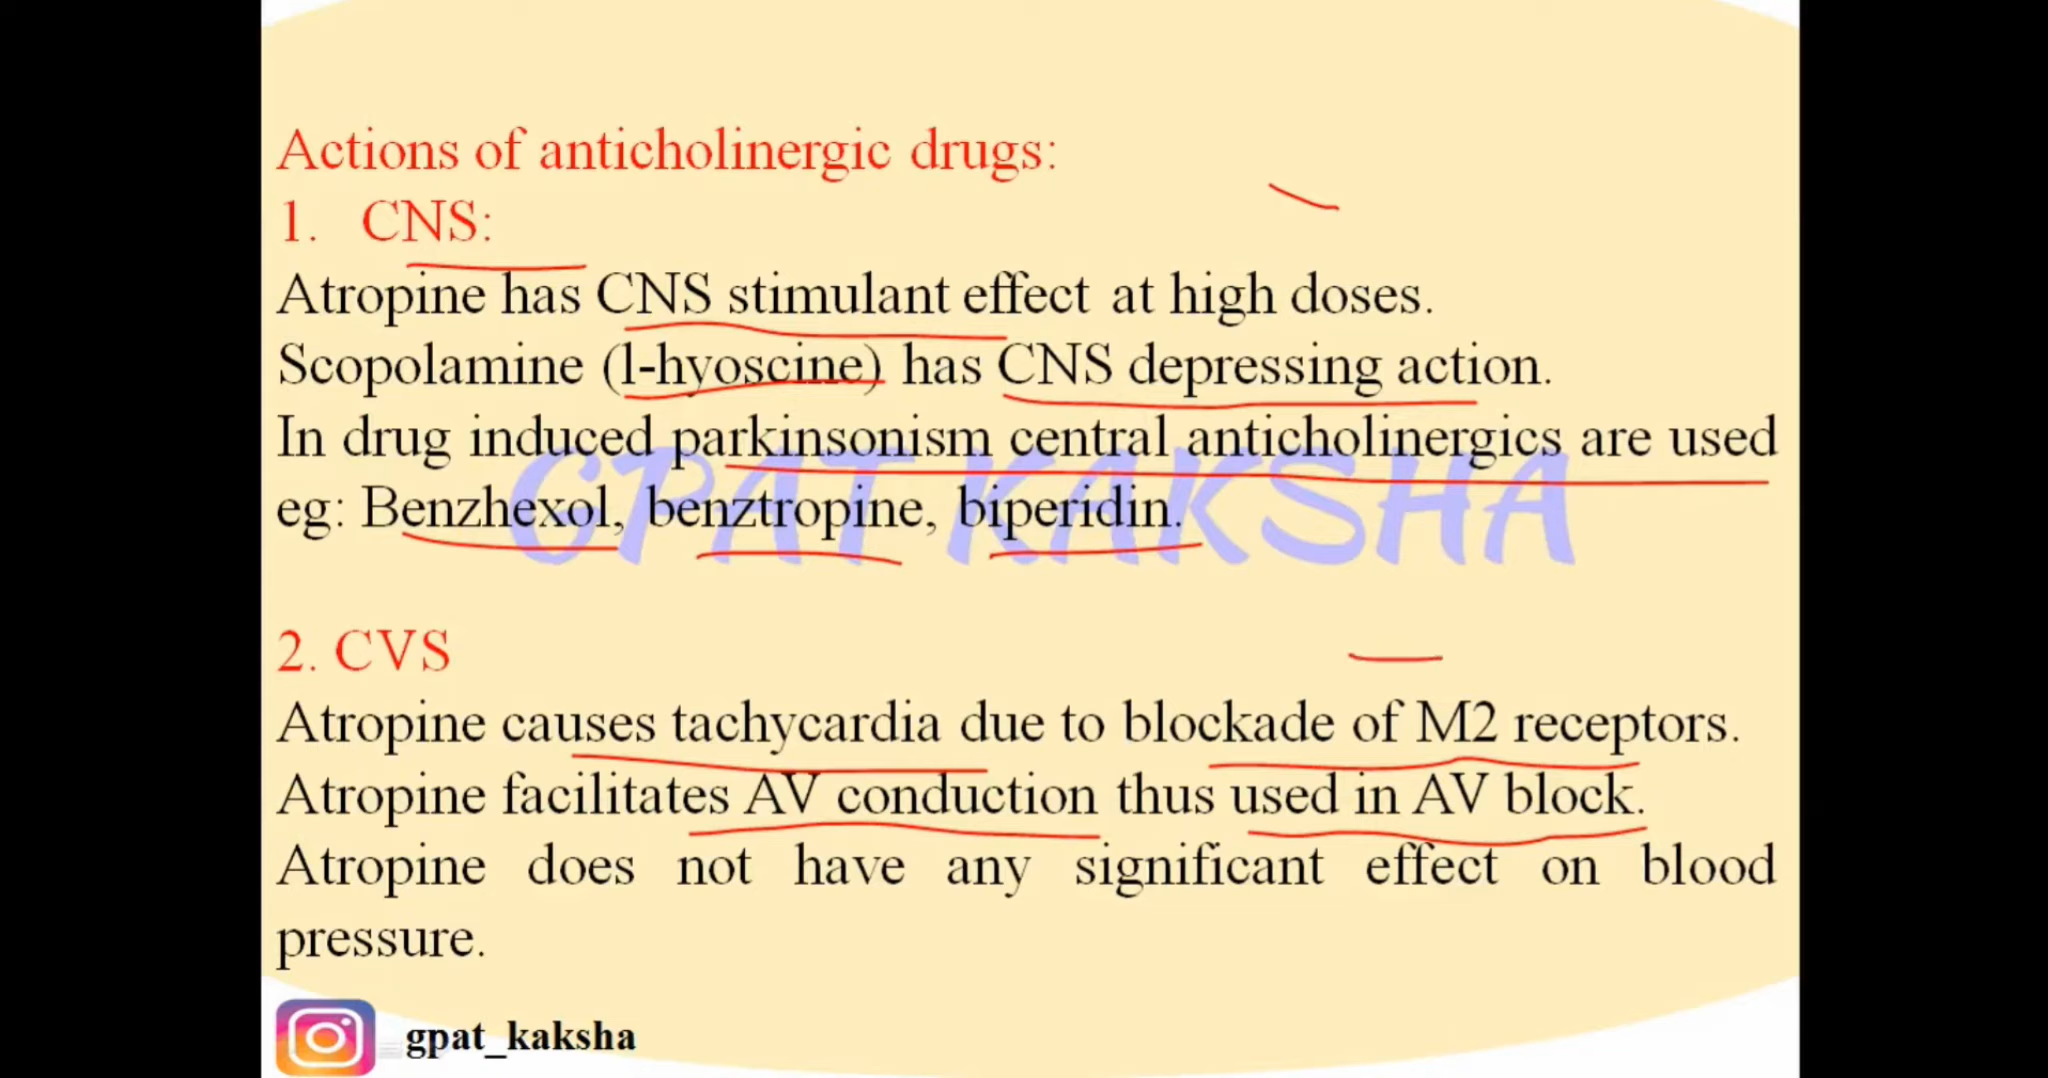 Actions of anticholinergic drugs:
1. CNS:
Atropine has CNS stimulant effect at high doses.
Scopolamine (l-hyoscine) has CNS depressing action.
In drug induced parkinsonism central anticholinergics are used
eg: Benzhexol, benztropine, biperidin.
GPAT KAKSHA
2. CVS
Atropine causes tachycardia due to blockade of M2 receptors.
Atropine facilitates AV conduction thus used in AV block.
Atropine does not have any significant effect on blood
pressure.
gpat_kaksha